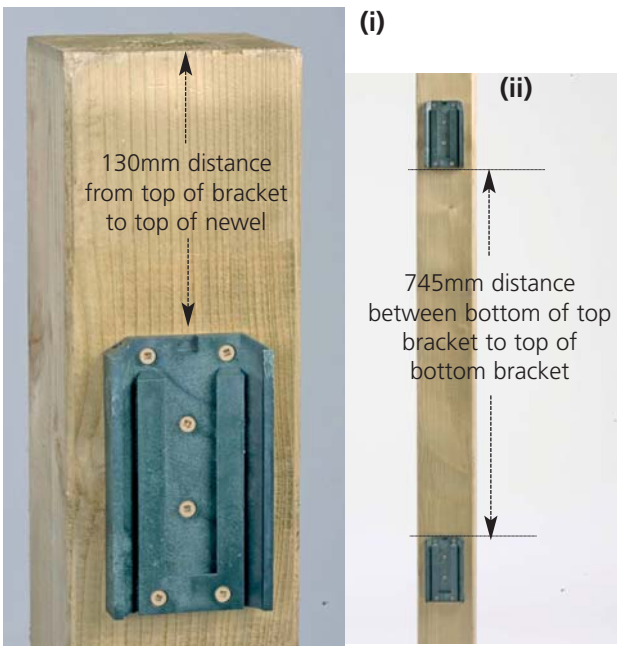 (i)
130mm distance
from top of bracket
to top of newel
(ii)
745mm distance
between bottom of top
bracket to top of
bottom bracket